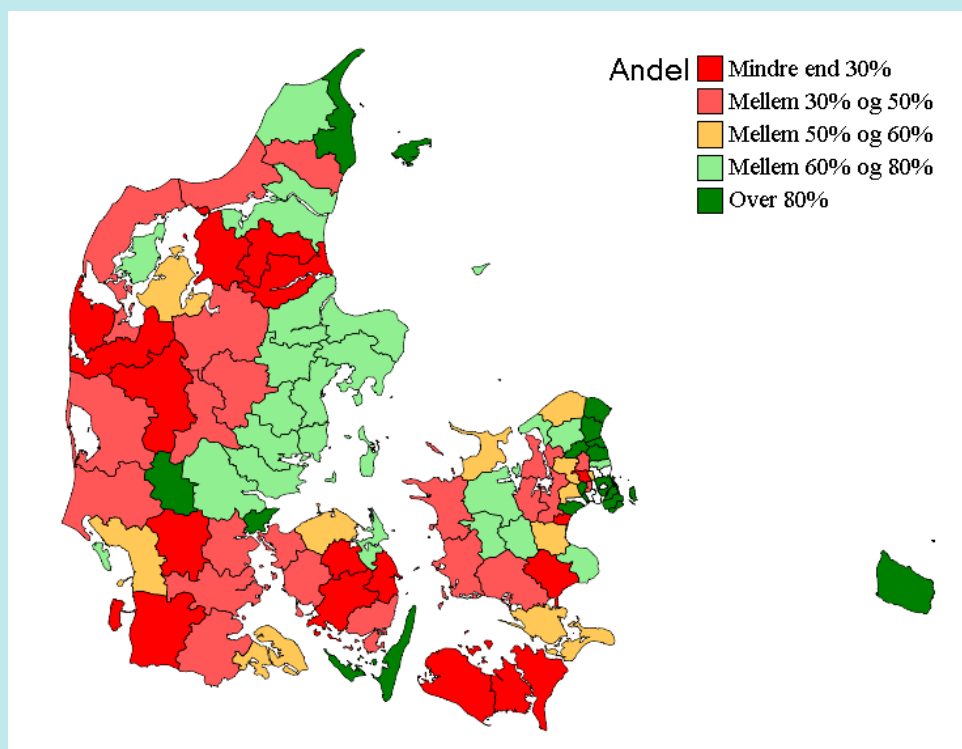 Andel
Mindre end 30%
Mellem 30% og 50%
Mellem 50% og 60%
Mellem 60% og 80%
Over 80%